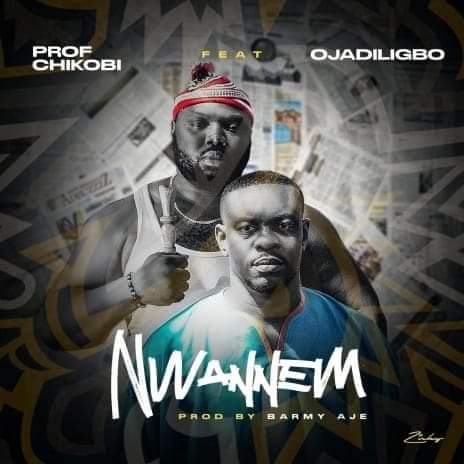 PROF
CHIKOBI
FEAT
OJADILIGBO
NWANNEM
PROD BY BARMY AJE